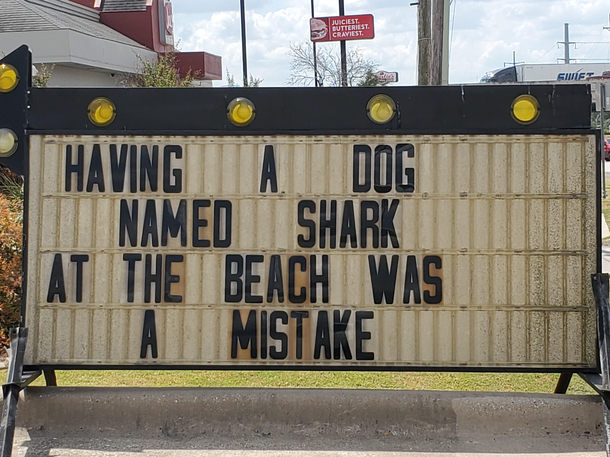 JUICIEST.
BUTTERIEST.
CRAVIEST.
SWIFT
HAVING A DOG
NAMED SHARK
AT THE BEACH WAS
A MISTAKE